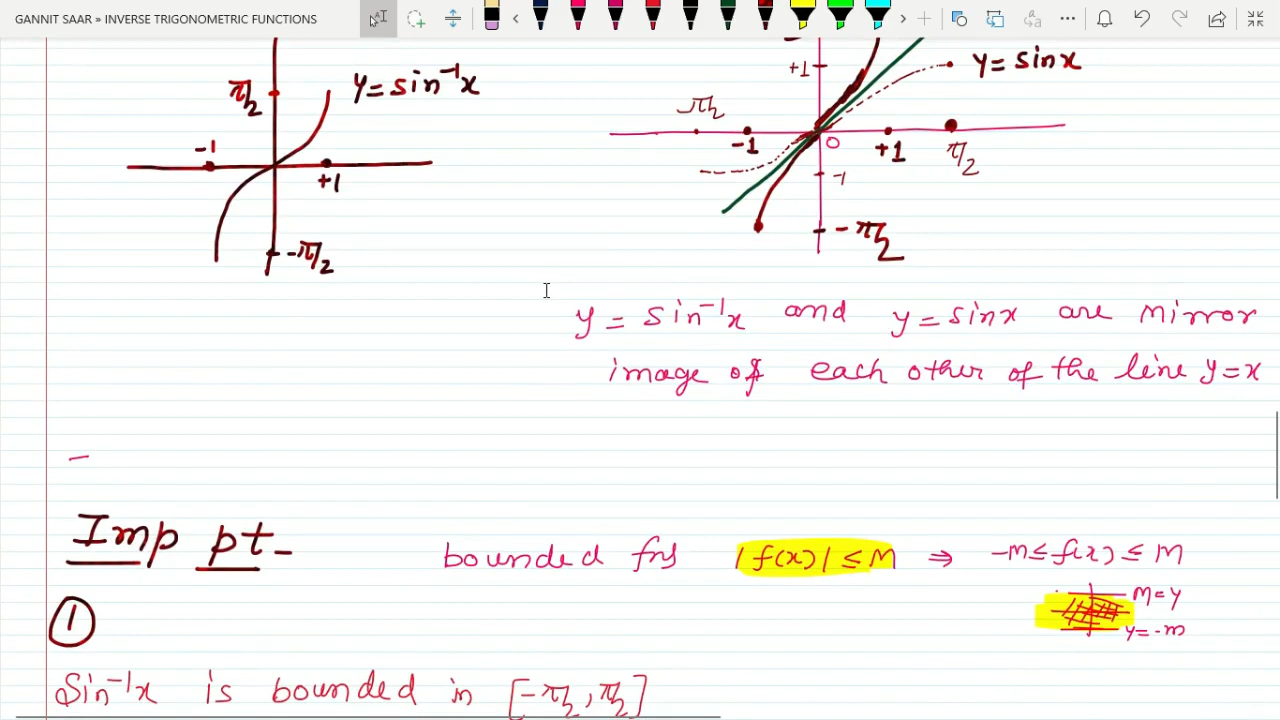 GANNIT SAAR » INVERSE TRIGONOMETRIC FUNCTIONS
π/2
y = sin⁻¹x
-1
+1
-π/2
+1
y = sinx
-π/2
-1
0
+1
π/2
-1
-π/2
y = sin⁻¹x and y = sinx are mirror
image of each other of the line y=x
Imp pt-
bounded fns |f(x)| ≤ M ⇒ -M ≤ f(x) ≤ M
M=y
y=-m
①
Sin⁻¹x is bounded in [-π/2, π/2]